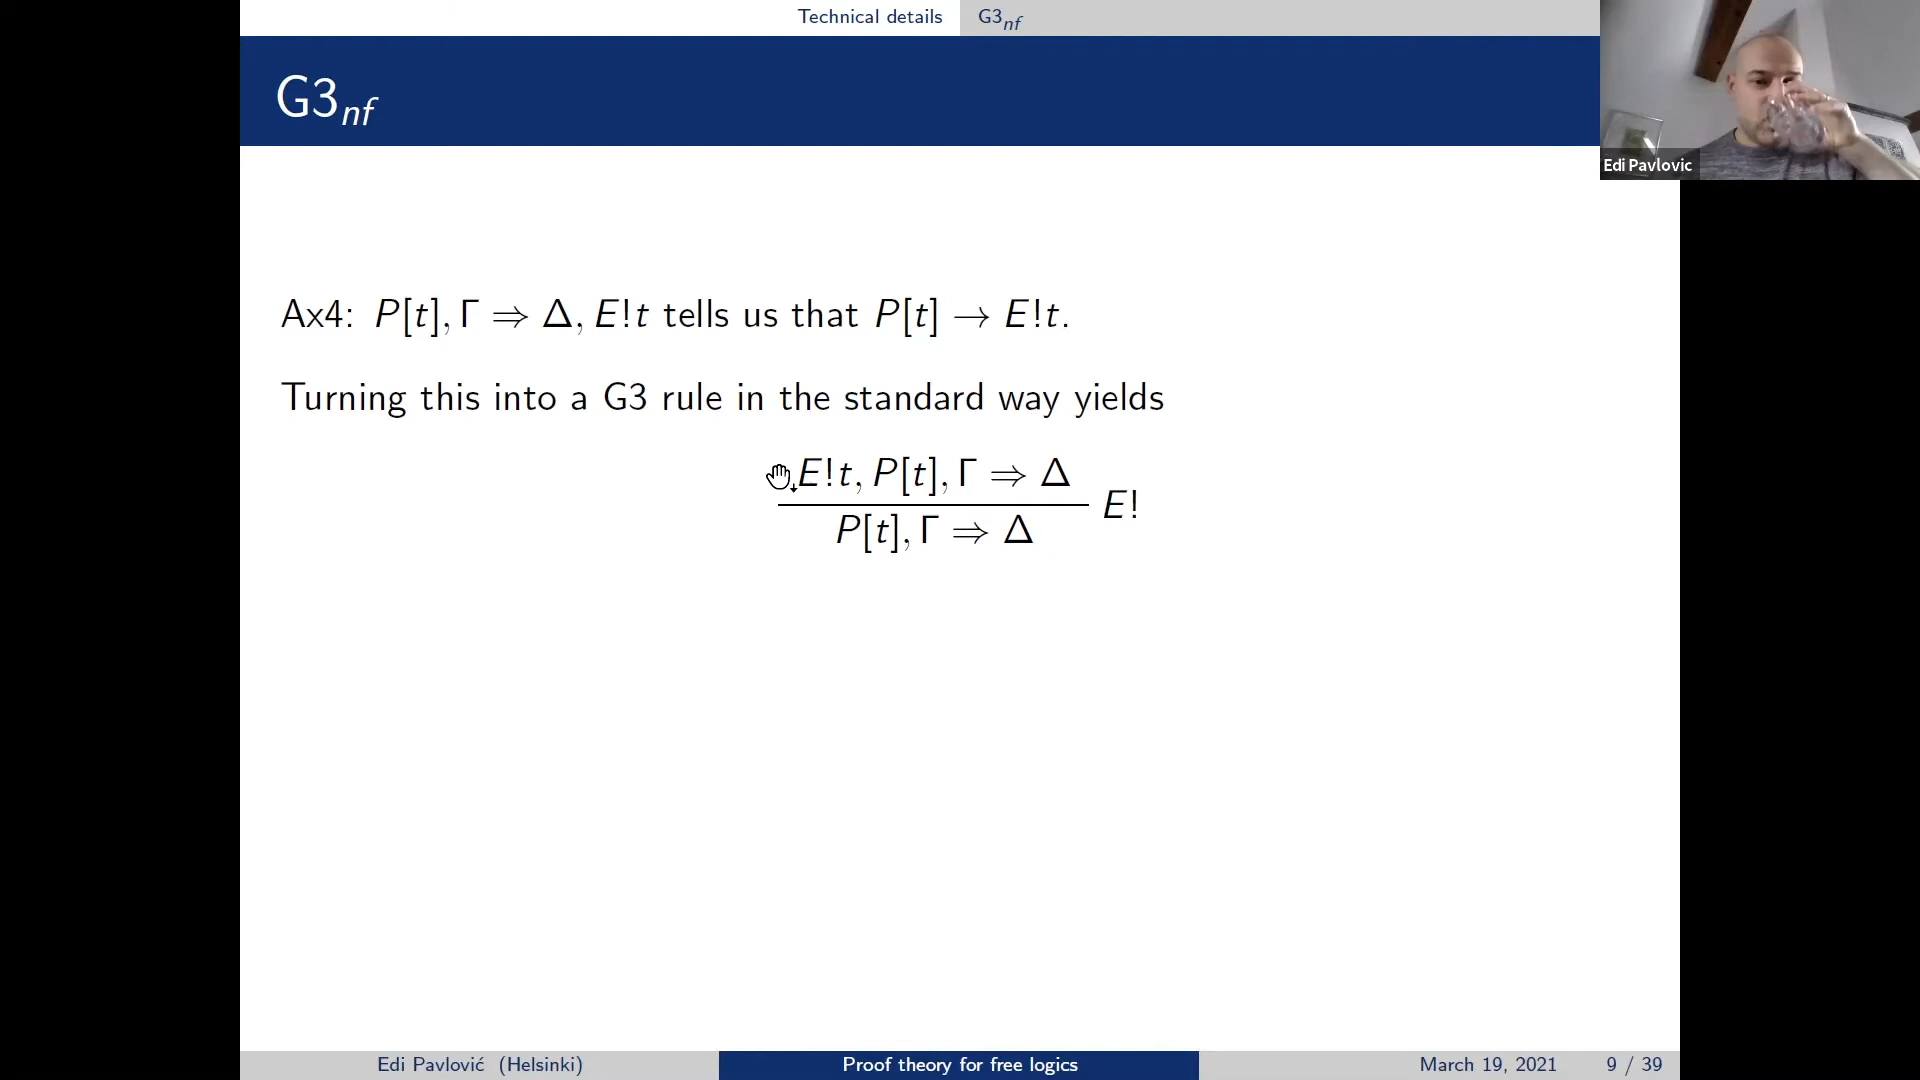 Technical details G3nf
G3nf
Edi Pavlovic
Ax4: P[t], Γ ⇒ Δ, E!t tells us that P[t] → E!t.
Turning this into a G3 rule in the standard way yields
E!t, P[t], Γ ⇒ Δ
E!
P[t], Γ ⇒ Δ
Edi Pavlović (Helsinki) Proof theory for free logics March 19, 2021 9 / 39